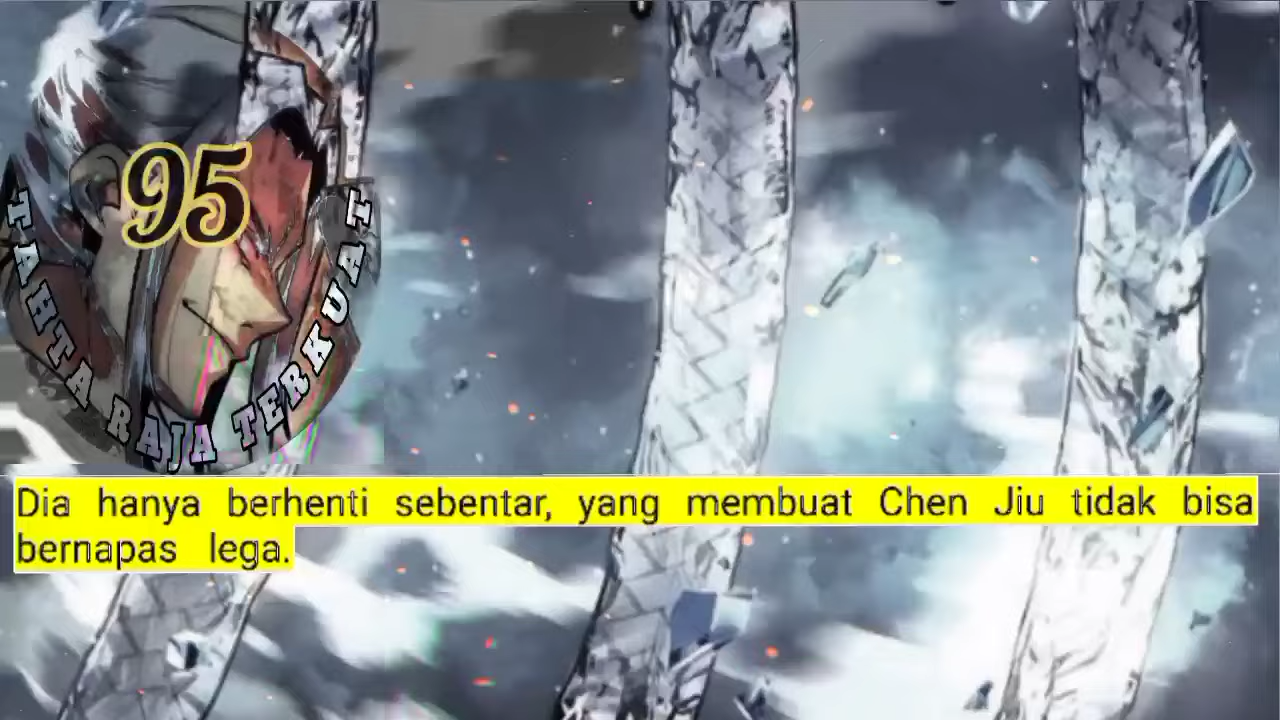 95
TAHTA RAJA TERKUAT
Dia hanya berhenti sebentar, yang membuat Chen Jiu tidak bisa
bernapas lega.